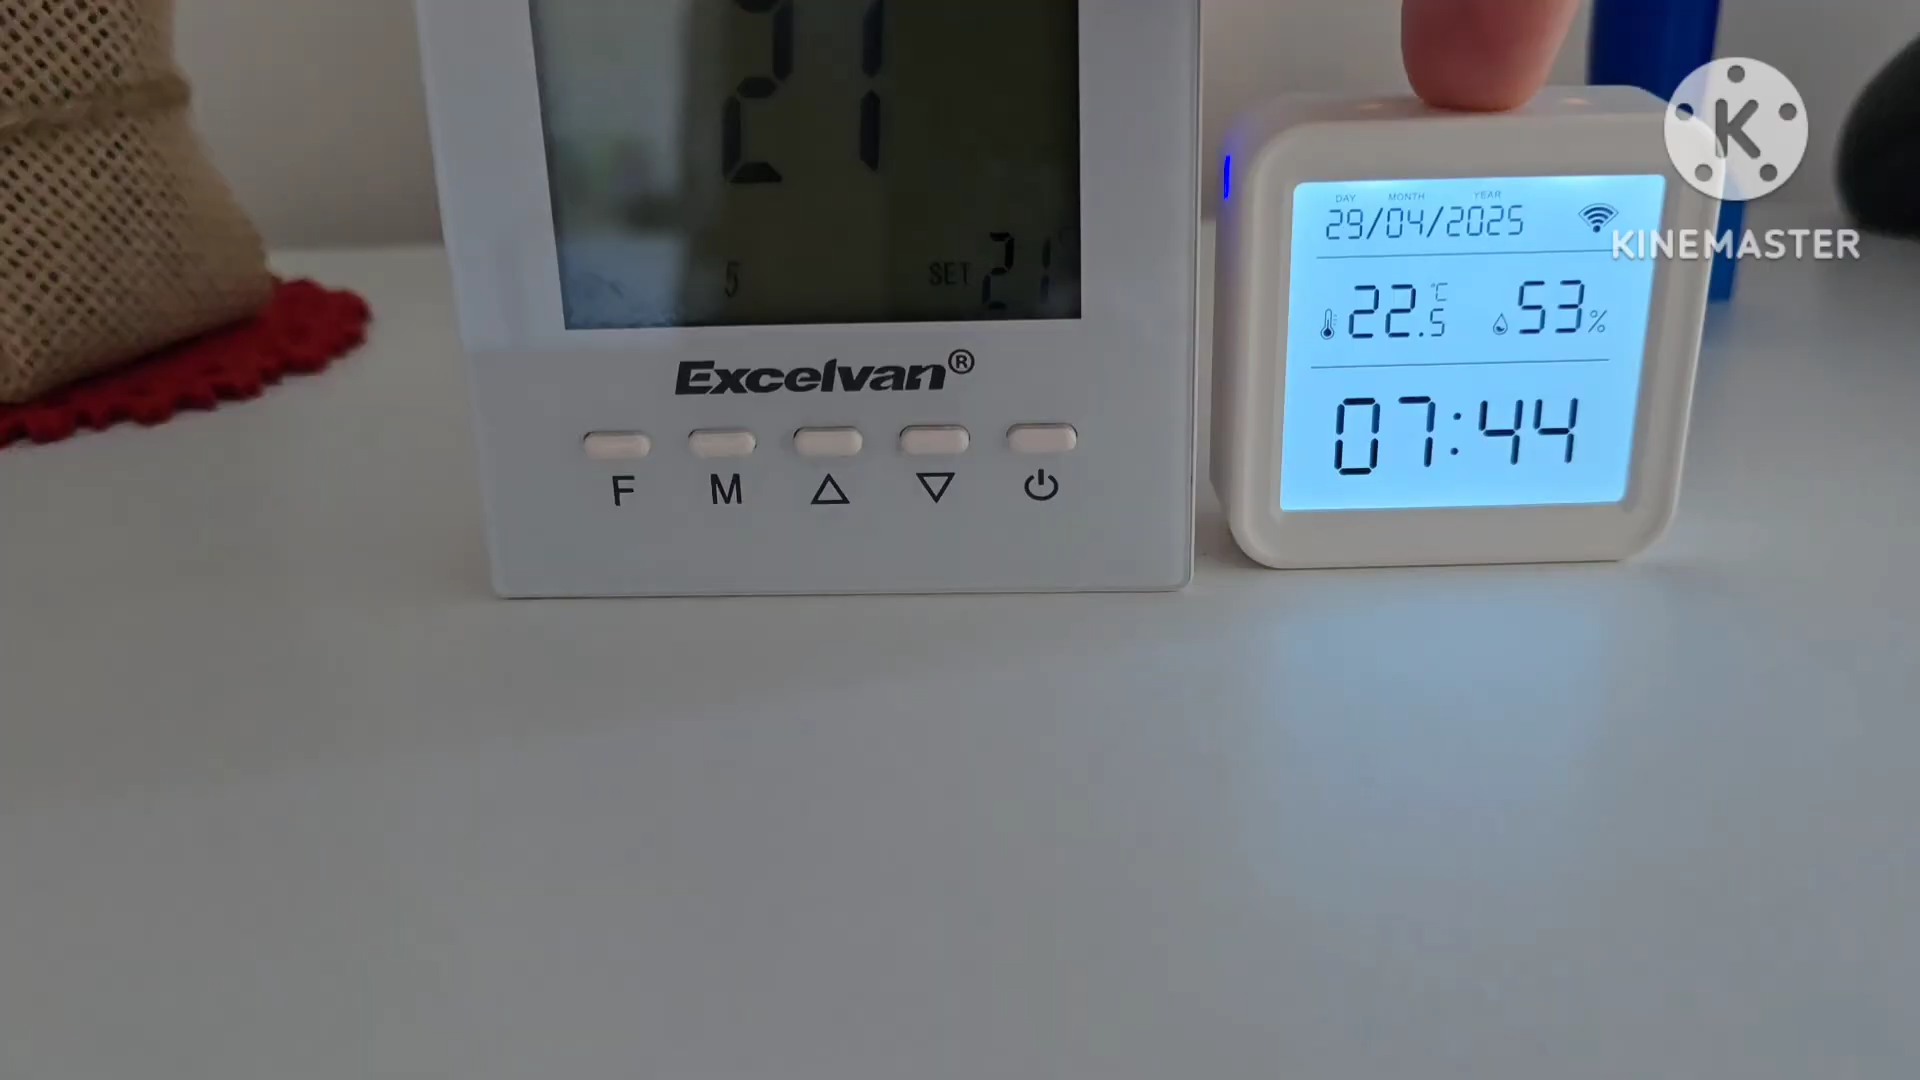 21
5 SET 21
Excelvan®
F M
DAY MONTH YEAR
29/04/2025
22.5 °C 53 %
07:44
K
KINEMASTER